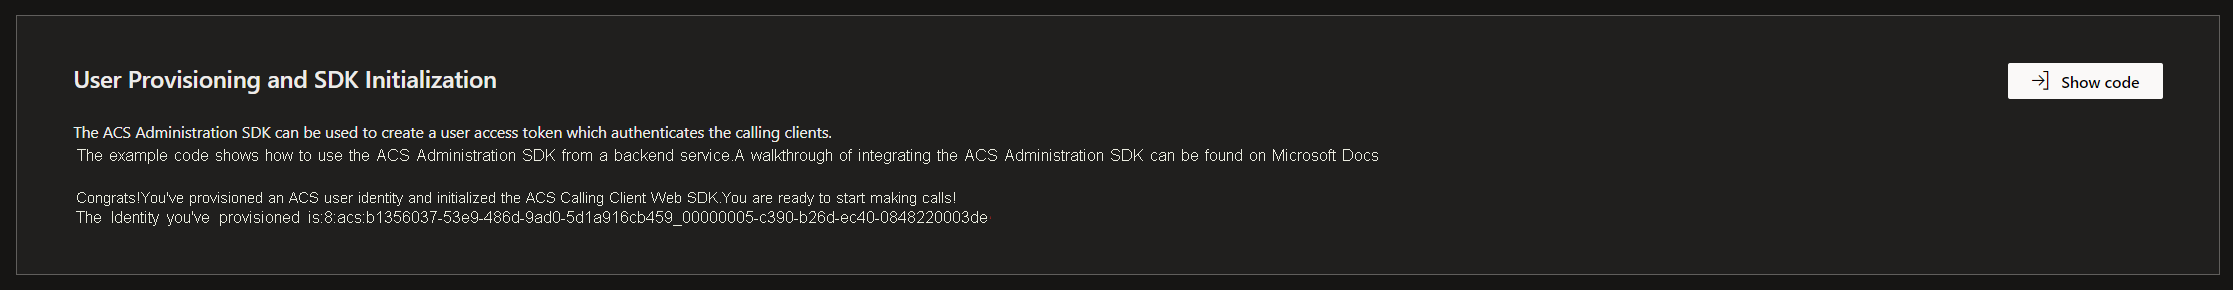 User Provisioning and SDK Initialization
Show code
The ACS Administration SDK can be used to create a user access token which authenticates the calling clients.
The example code shows how to use the ACS Administration SDK from a backend service.A walkthrough of integrating the ACS Administration SDK can be found on Microsoft Docs
Congrats!You've provisioned an ACS user identity and initialized the ACS Calling Client Web SDK.You are ready to start making calls!
The Identity you've provisioned is:8:acs:b1356037-53e9-486d-9ad0-5d1a916cb459_00000005-c390-b26d-ec40-0848220003de